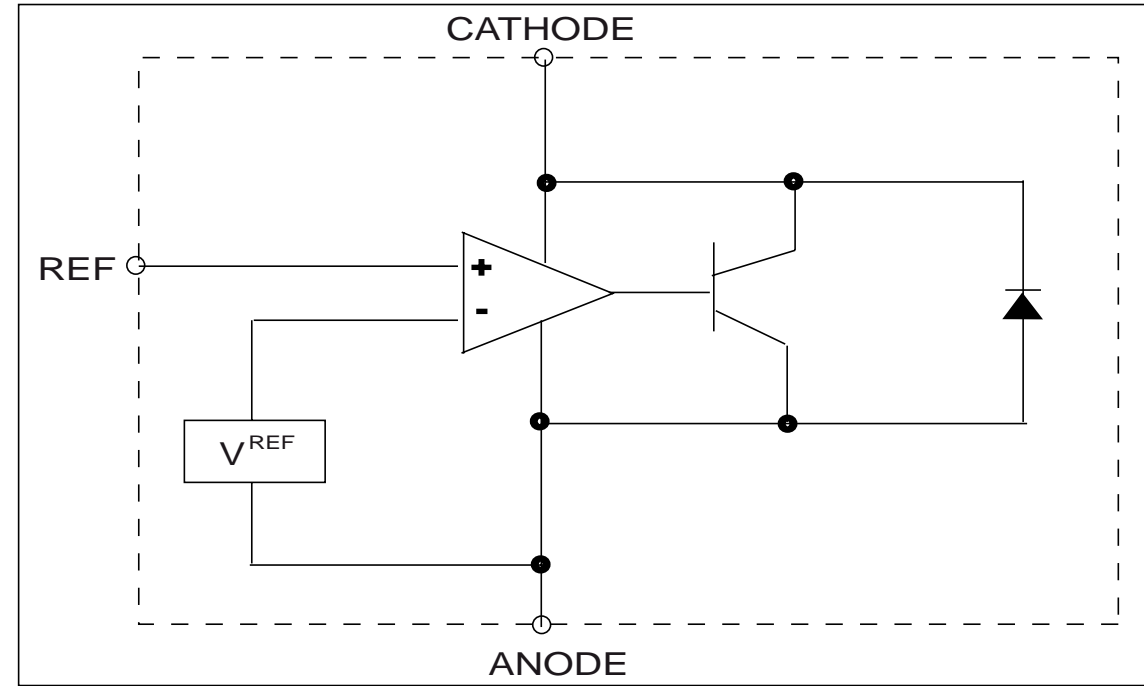 CATHODE
REF
+
-
V^REF
ANODE